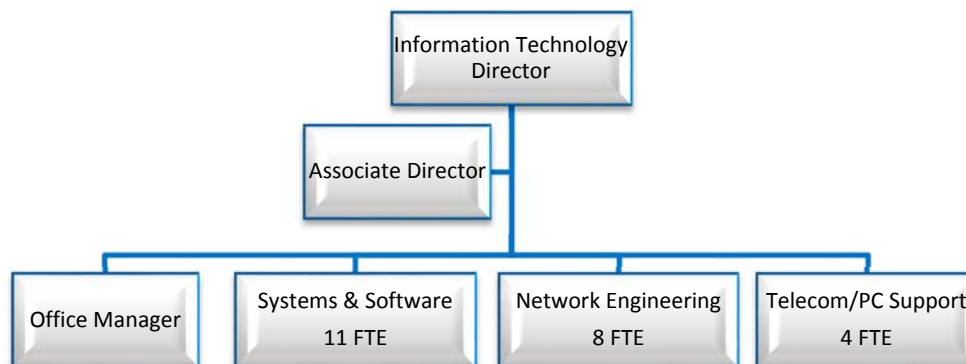 Information Technology
Director
Associate Director
Office Manager
Systems & Software
11 FTE
Network Engineering
8 FTE
Telecom/PC Support
4 FTE